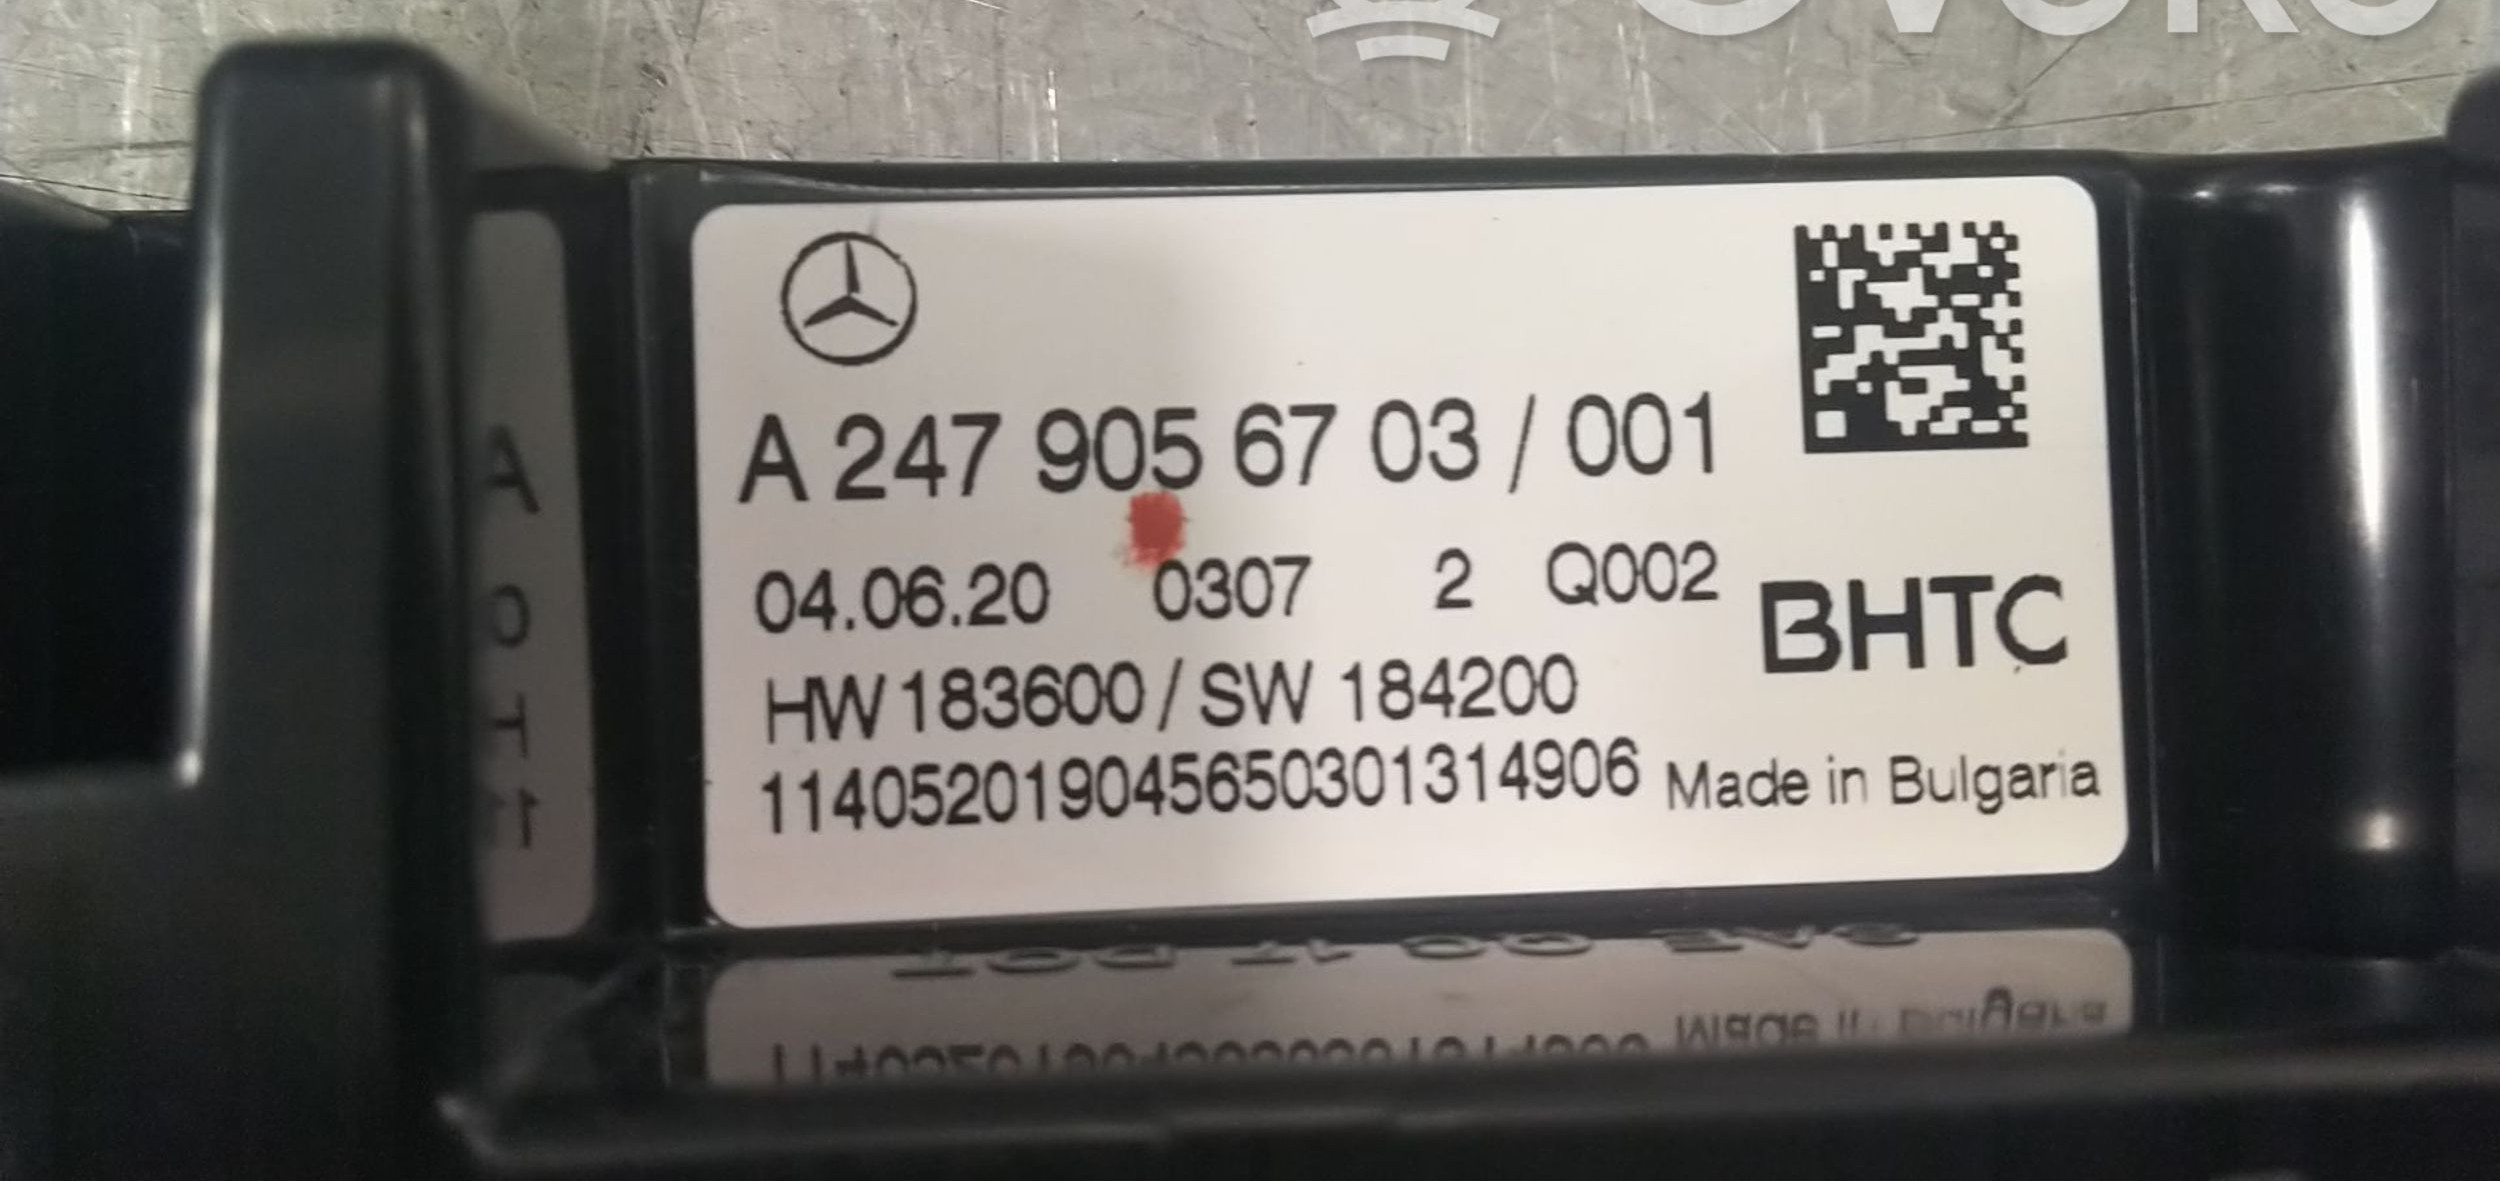 A 247 905 67 03 / 001
04.06.20 0307 2 Q002
BHTC
HW 183600 / SW 184200
114052019045650301314906
Made in Bulgaria